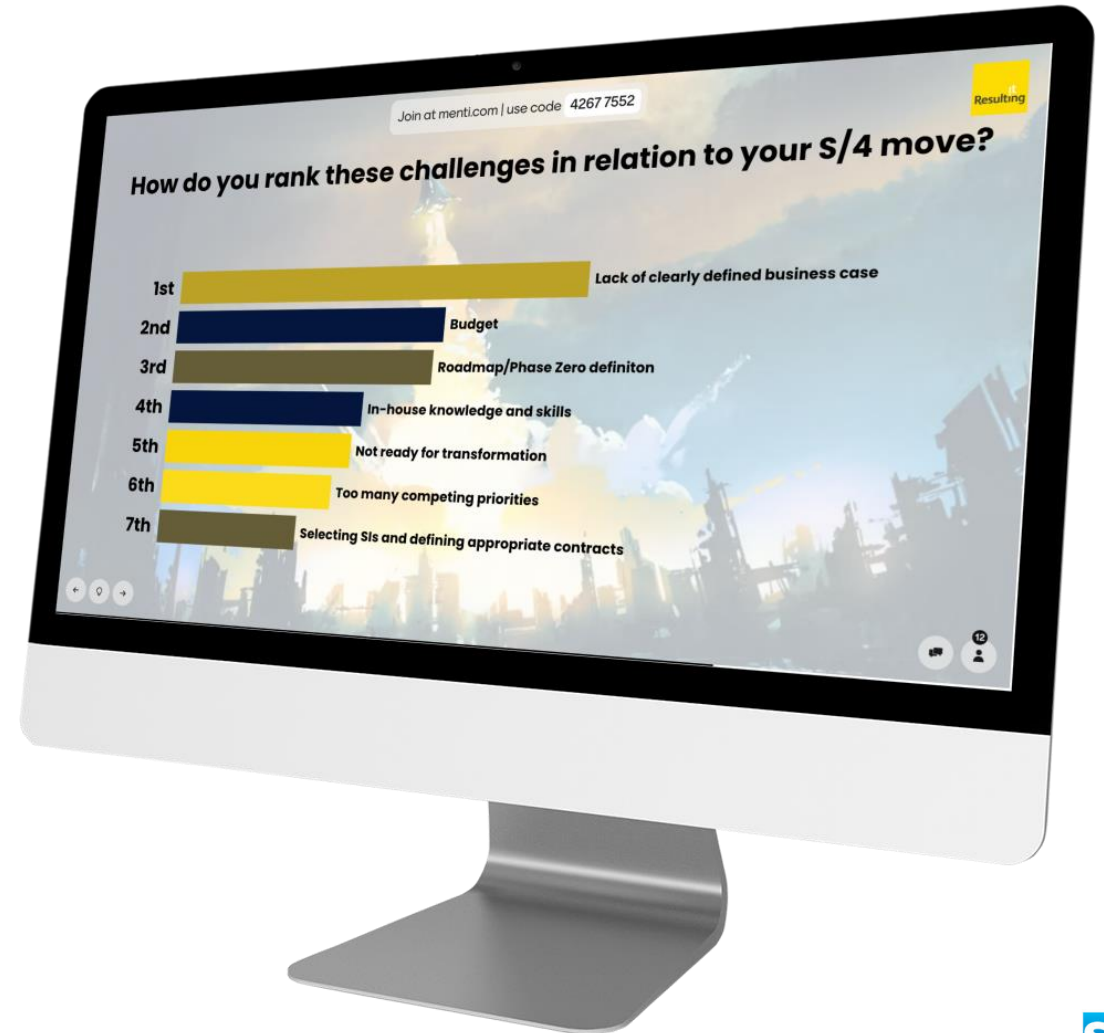 Join at menti.com | use code 4267 7552
it
Resulting
How do you rank these challenges in relation to your S/4 move?
1st Lack of clearly defined business case
2nd Budget
3rd Roadmap/Phase Zero definiton
4th In-house knowledge and skills
5th Not ready for transformation
6th Too many competing priorities
7th Selecting SIs and defining appropriate contracts
12